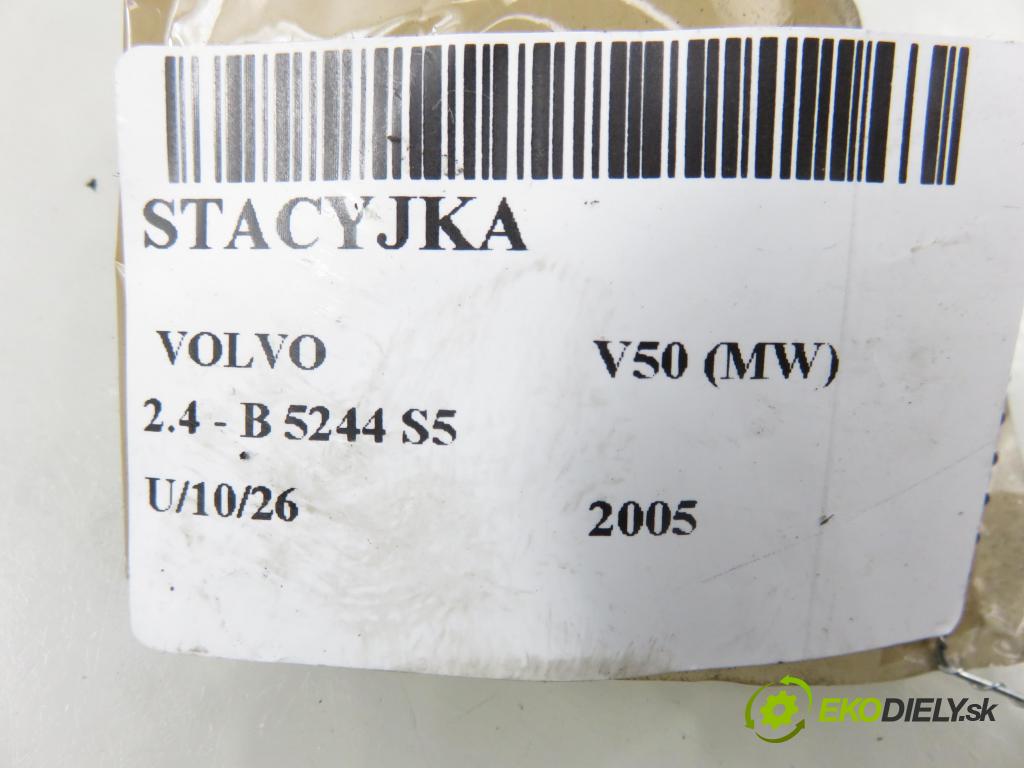 STACYJKA
VOLVO V50 (MW)
2.4 - B 5244 S5
U/10/26 2005
EKODIELY.sk